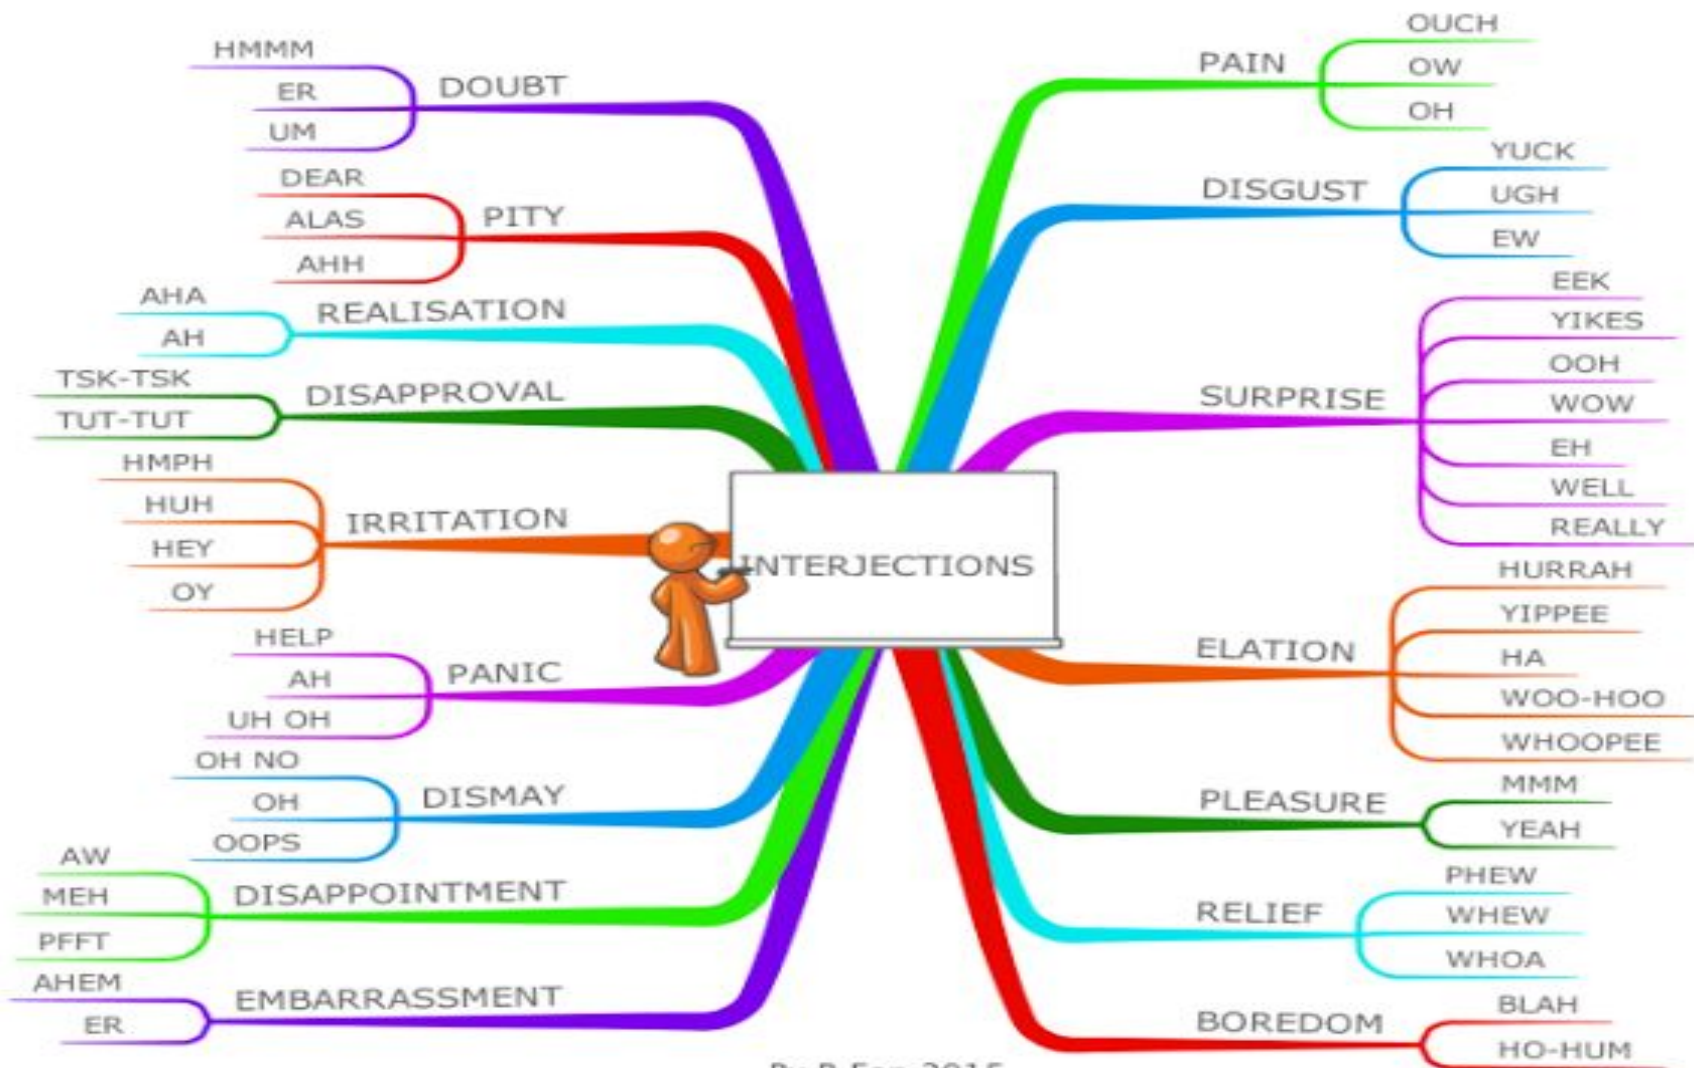 HMMM
ER
UM
DOUBT
DEAR
ALAS
AHH
PITY
AHA
AH
REALISATION
TSK-TSK
TUT-TUT
DISAPPROVAL
HMPH
HUH
HEY
OY
IRRITATION
HELP
AH
UH OH
PANIC
OH NO
OH
OOPS
DISMAY
AW
MEH
PFFT
DISAPPOINTMENT
AHEM
ER
EMBARRASSMENT
INTERJECTIONS
PAIN
OUCH
OW
OH
DISGUST
YUCK
UGH
EW
SURPRISE
EEK
YIKES
OOH
WOW
EH
WELL
REALLY
ELATION
HURRAH
YIPPEE
HA
WOO-HOO
WHOOPEE
PLEASURE
MMM
YEAH
RELIEF
PHEW
WHEW
WHOA
BOREDOM
BLAH
HO-HUM